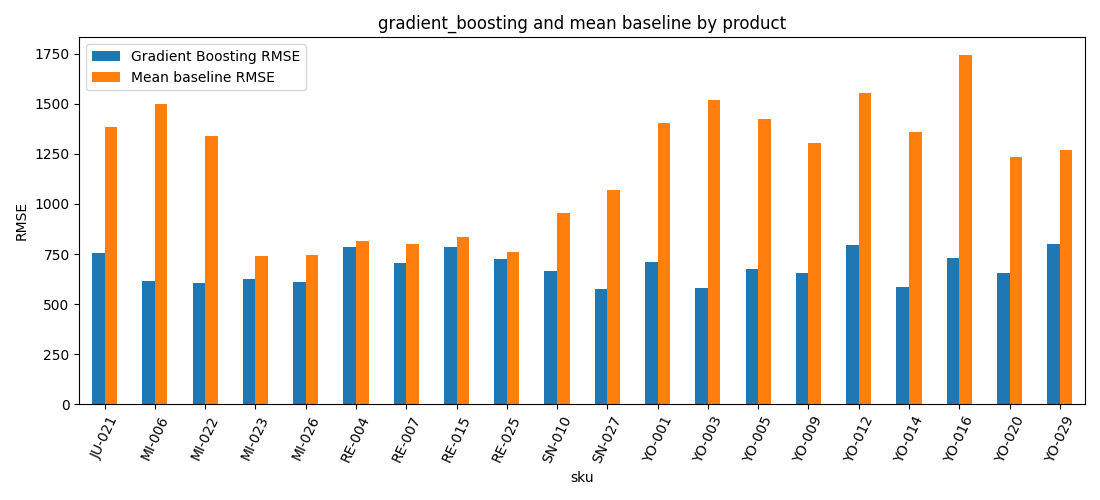 gradient_boosting and mean baseline by product
Gradient Boosting RMSE
Mean baseline RMSE
RMSE
1750
1500
1250
1000
750
500
250
0
JU-021
MI-006
MI-022
MI-023
MI-026
RE-004
RE-007
RE-015
RE-025
SN-010
SN-027
YO-001
YO-003
YO-005
YO-009
YO-012
YO-014
YO-016
YO-020
YO-029
sku